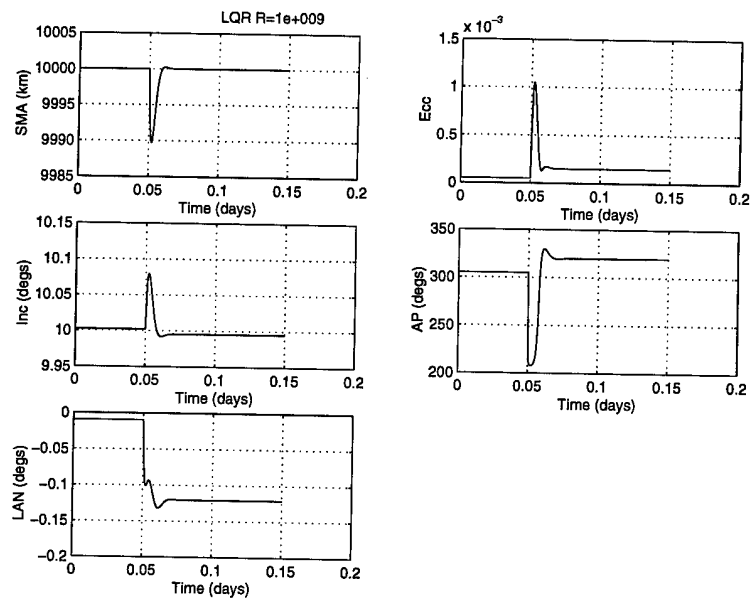 LQR R=1e+009
10005
10000
9995
9990
9985
SMA (km)
0 0.05 0.1 0.15 0.2
Time (days)
x 10⁻³
1.5
1
0.5
0
Ecc
0 0.05 0.1 0.15 0.2
Time (days)
10.15
10.1
10.05
10
9.95
Inc (degs)
0 0.05 0.1 0.15 0.2
Time (days)
350
300
250
200
AP (degs)
0 0.05 0.1 0.15 0.2
Time (days)
0
−0.05
−0.1
−0.15
−0.2
LAN (degs)
0 0.05 0.1 0.15 0.2
Time (days)